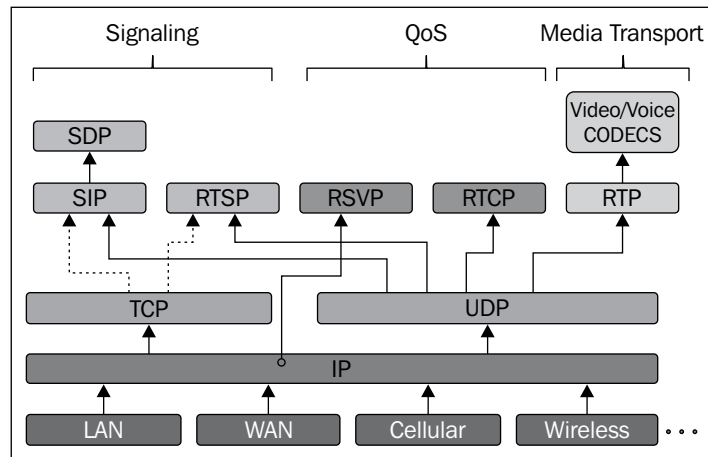 Signaling
QoS
Media Transport
Video/Voice
CODECS
SDP
SIP
RTSP
RSVP
RTCP
RTP
TCP
UDP
IP
LAN
WAN
Cellular
Wireless